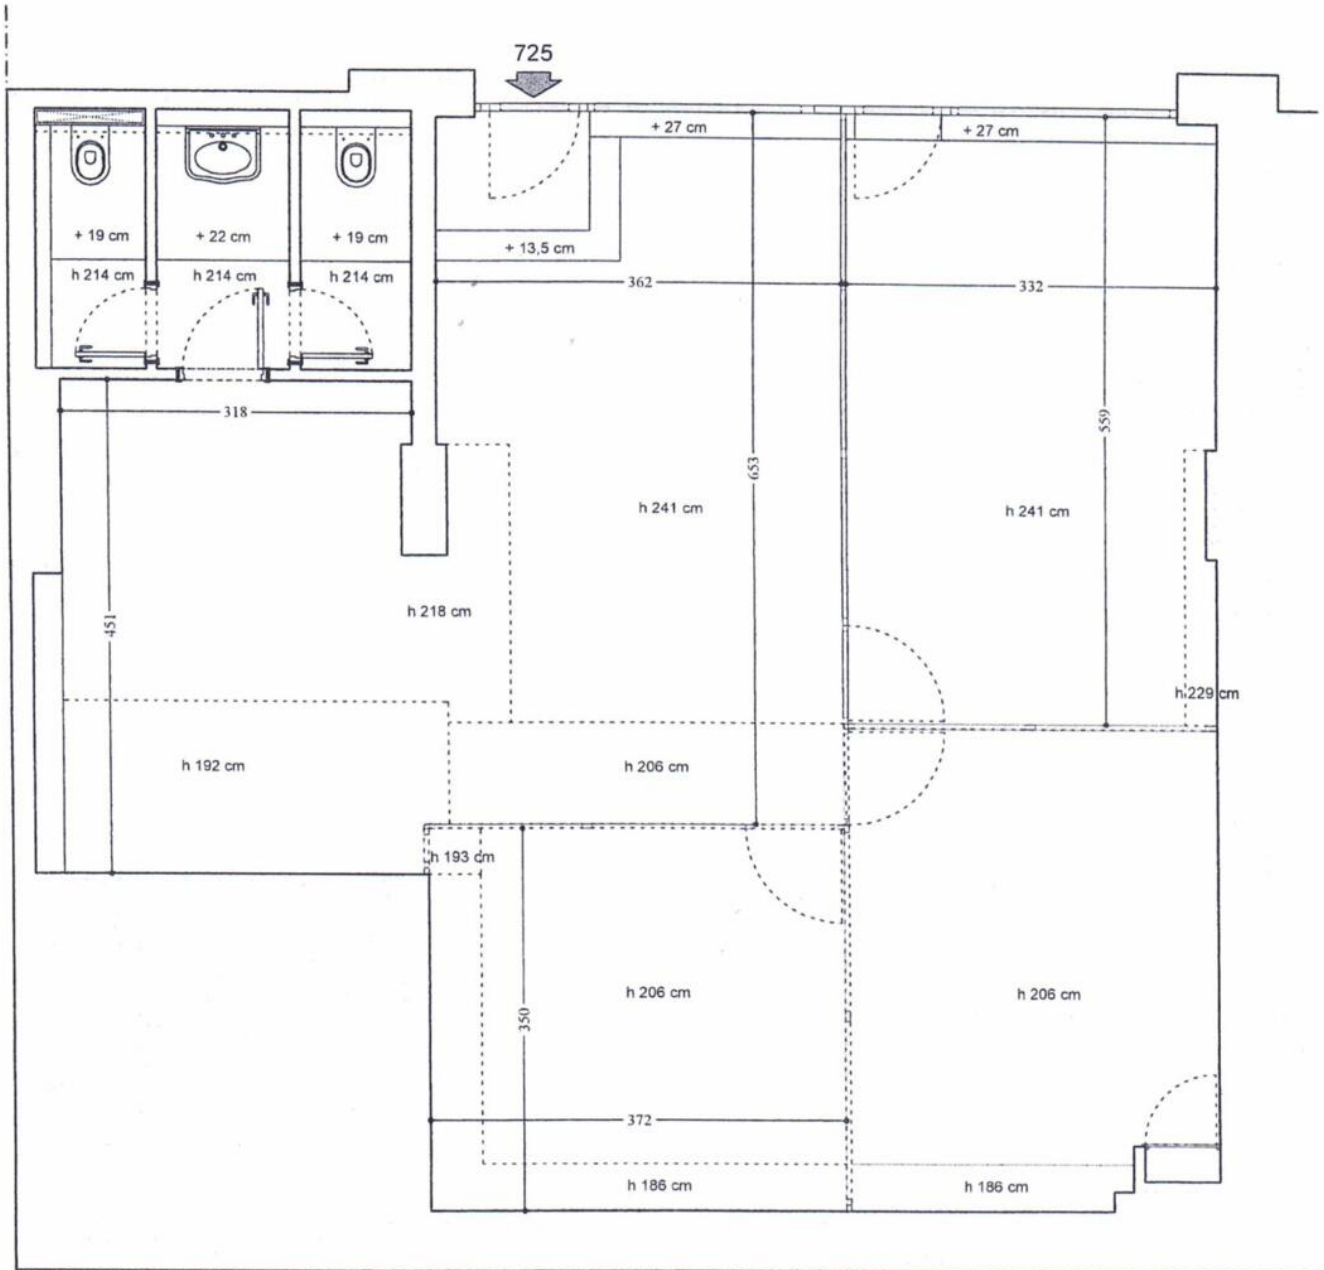 725
+ 27 cm
+ 27 cm
+ 19 cm
+ 22 cm
+ 19 cm
+ 13,5 cm
h 214 cm
h 214 cm
h 214 cm
362
332
318
559
653
h 241 cm
h 241 cm
h 218 cm
451
h 229 cm
h 192 cm
h 206 cm
h 193 cm
h 206 cm
h 206 cm
350
372
h 186 cm
h 186 cm